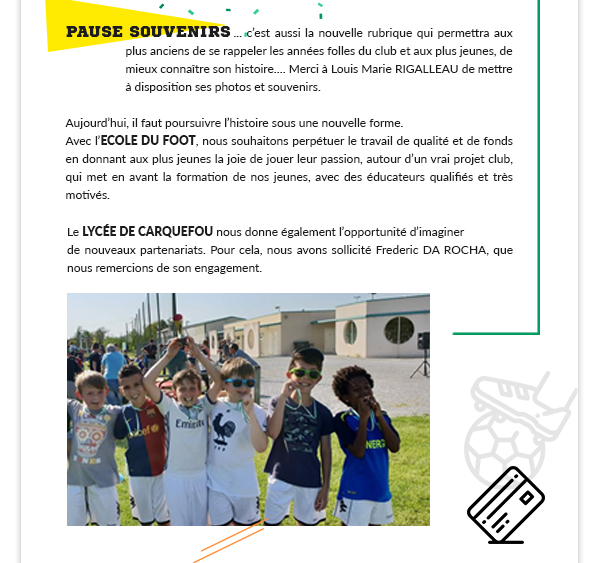 PAUSE SOUVENIRS ... c'est aussi la nouvelle rubrique qui permettra aux
plus anciens de se rappeler les années folles du club et aux plus jeunes, de
mieux connaître son histoire.... Merci à Louis Marie RIGALLEAU de mettre
à disposition ses photos et souvenirs.
Aujourd'hui, il faut poursuivre l'histoire sous une nouvelle forme.
Avec l'ECOLE DU FOOT, nous souhaitons perpétuer le travail de qualité et de fonds
en donnant aux plus jeunes la joie de jouer leur passion, autour d'un vrai projet club,
qui met en avant la formation de nos jeunes, avec des éducateurs qualifiés et très
motivés.
Le LYCÉE DE CARQUEFOU nous donne également l'opportunité d'imaginer
de nouveaux partenariats. Pour cela, nous avons sollicité Frederic DA ROCHA, que
nous remercions de son engagement.